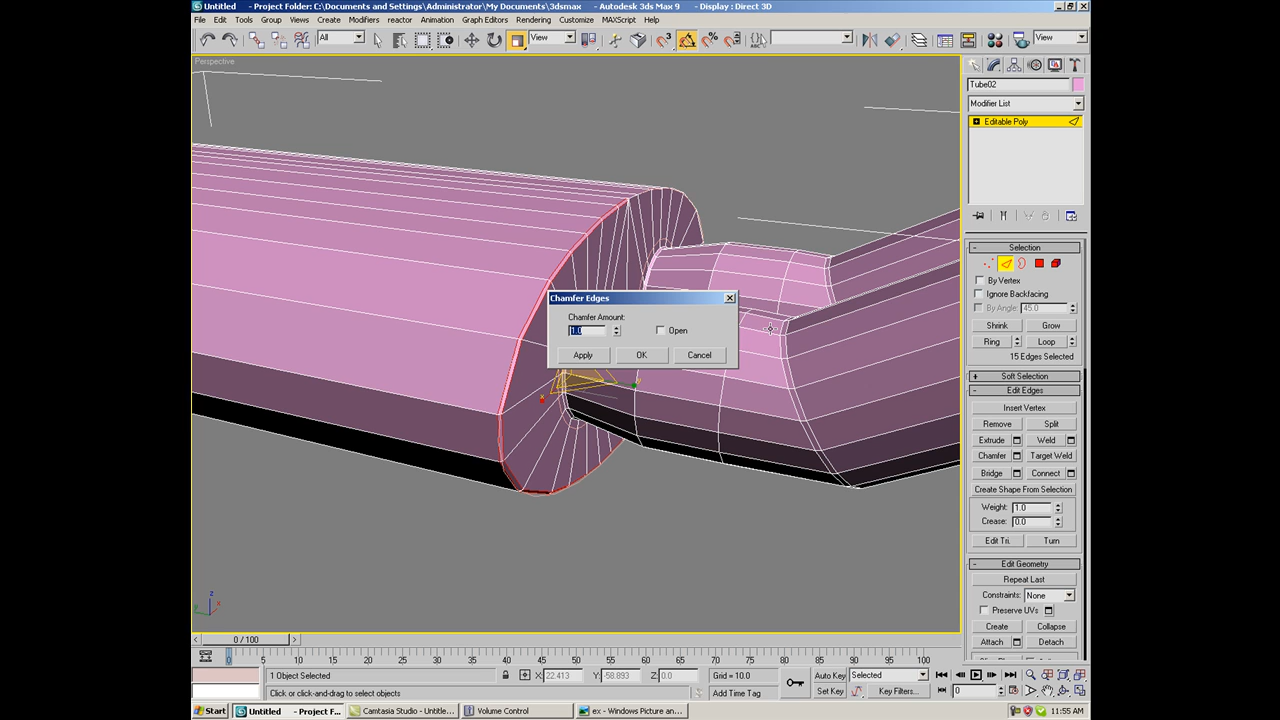 Untitled - Project Folder: C:\Documents and Settings\Administrator\My Documents\3dsmax - Autodesk 3ds Max 9 - Display : Direct 3D
File Edit Tools Group Views Create Modifiers reactor Animation Graph Editors Rendering Customize MAXScript Help
All View View
Perspective
Tube02
Modifier List
Editable Poly
- Selection
By Vertex
Ignore Backfacing
By Angle: 45.0
Shrink Grow
Ring Loop
15 Edges Selected
+ Soft Selection
- Edit Edges
Insert Vertex
Remove Split
Extrude Weld
Chamfer Target Weld
Bridge Connect
Create Shape From Selection
Weight: 1.0
Crease: 0.0
Edit Tri. Turn
- Edit Geometry
Repeat Last
Constraints: None
Preserve UVs
Create Collapse
Attach Detach
Chamfer Edges
Chamfer Amount:
1.0 Open
Apply OK Cancel
x
z
x
y
< 0 / 100 >
0 5 10 15 20 25 30 35 40 45 50 55 60 65 70 75 80 85 90 95 100
1 Object Selected X: 22.413 Y: -58.893 Z: 0.0 Grid = 10.0 Auto Key Selected
Click or click-and-drag to select objects Add Time Tag Set Key Key Filters... 0
Start Untitled - Project F... Camtasia Studio - Untitle... Volume Control ex - Windows Picture an... 11:55 AM